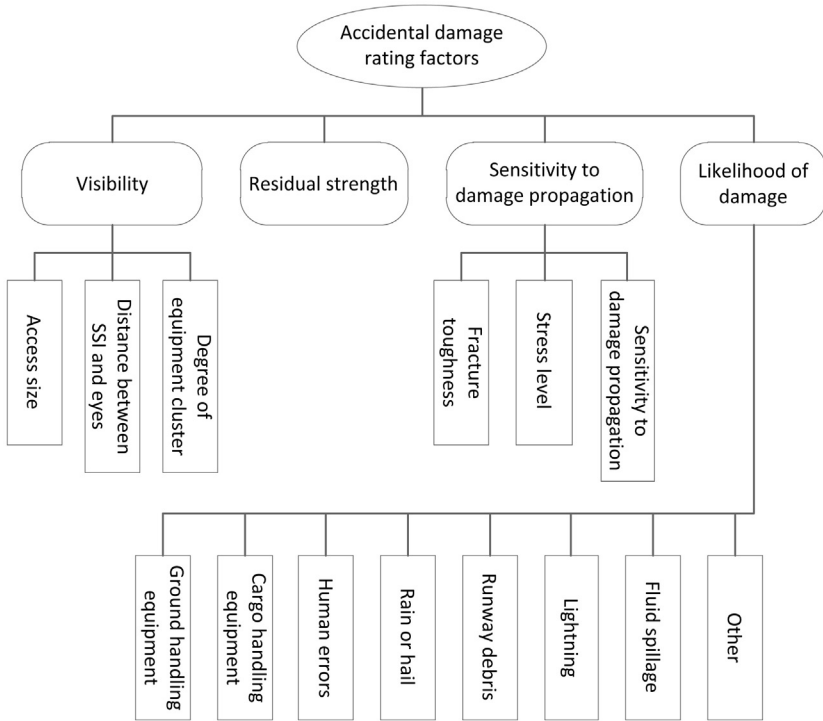 Accidental damage
rating factors
Visibility
Residual strength
Sensitivity to
damage propagation
Likelihood of
damage
Access size
Distance between
SSI and eyes
Degree of
equipment cluster
Fracture
toughness
Stress level
Sensitivity to
damage propagation
Ground handling
equipment
Cargo handling
equipment
Human errors
Rain or hail
Runway debris
Lightning
Fluid spillage
Other